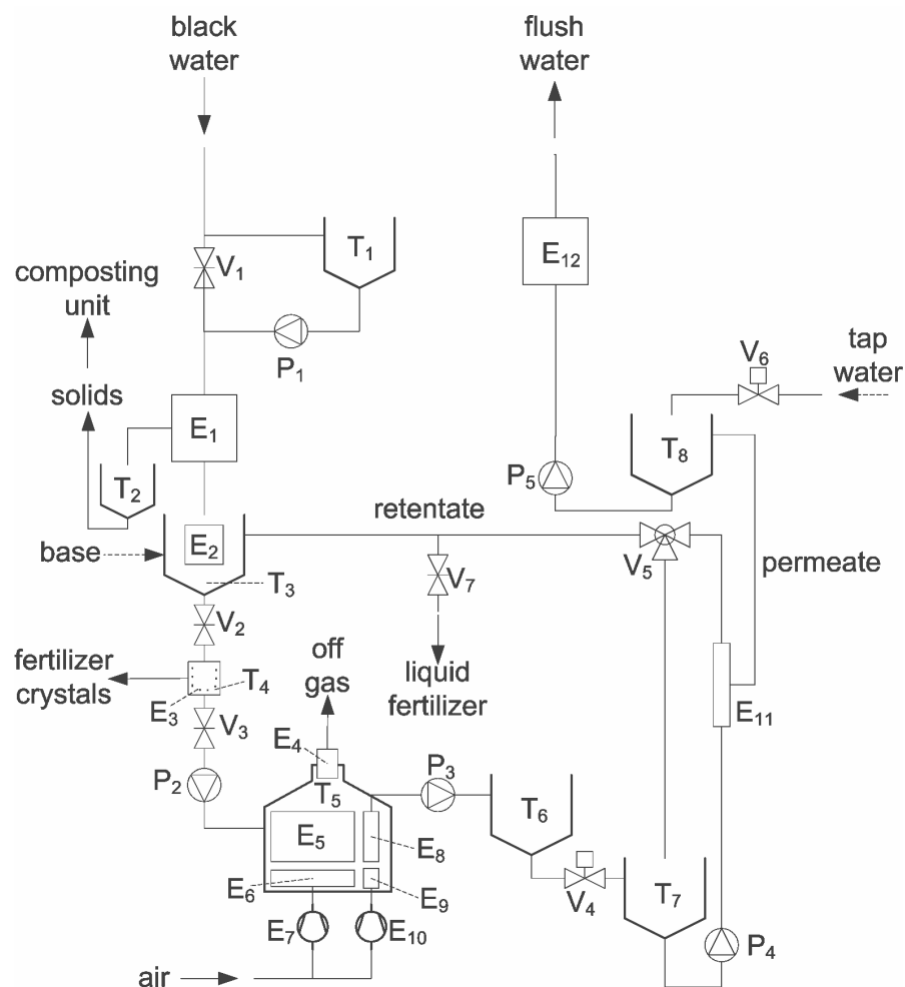 black
water
flush
water
T1
V1
E12
composting
unit
P1
V6
tap
water
solids
E1
T8
T2
P5
retentate
base
E2
V5
permeate
T3
V7
V2
off
gas
liquid
fertilizer
fertilizer
crystals
T4
E3
E11
V3
E4
P3
P2
T5
T6
E5
E8
E6
E9
V4
T7
E7
E10
P4
air